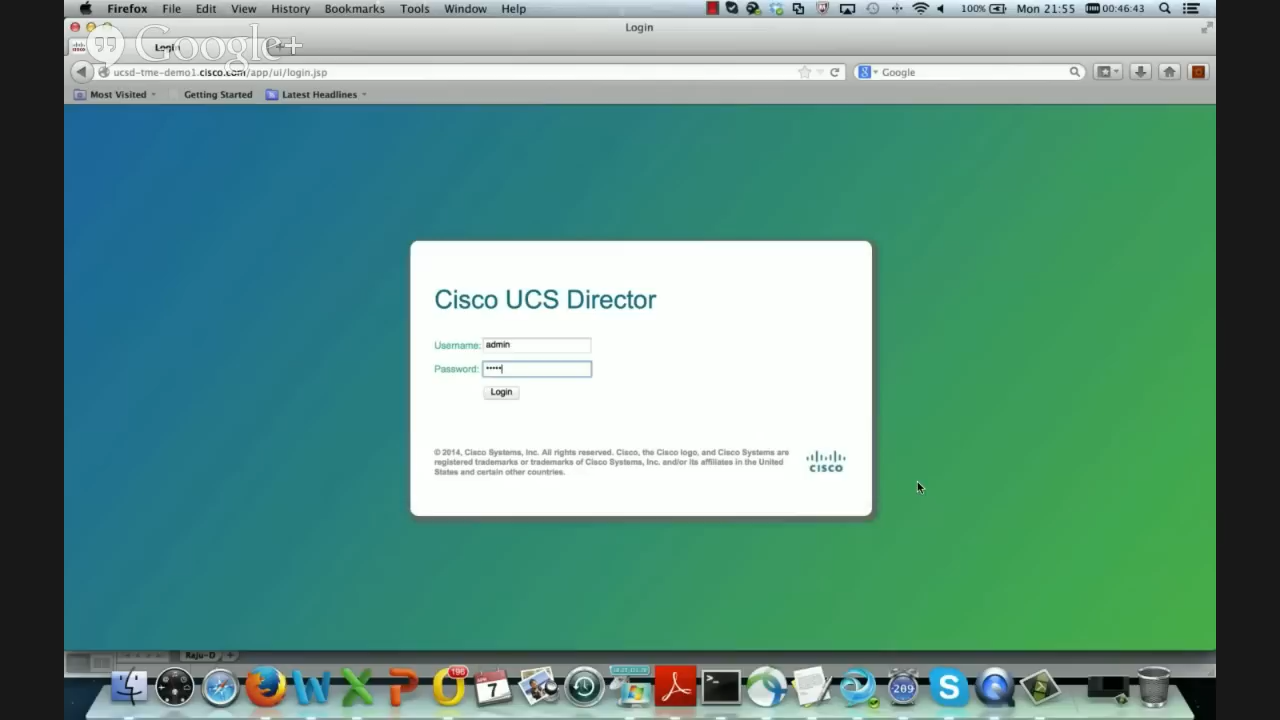 Firefox File Edit View History Bookmarks Tools Window Help 100% Mon 21:55 00:46:43
Login
Google+
Login
ucsd-tme-demo1.cisco.com/app/ui/login.jsp Google
Most Visited Getting Started Latest Headlines
Cisco UCS Director
Username: admin
Password: •••••
Login
© 2014, Cisco Systems, Inc. All rights reserved. Cisco, the Cisco logo, and Cisco Systems are
registered trademarks or trademarks of Cisco Systems, Inc. and/or its affiliates in the United
States and certain other countries.
CISCO
Raju-D
196
7
209